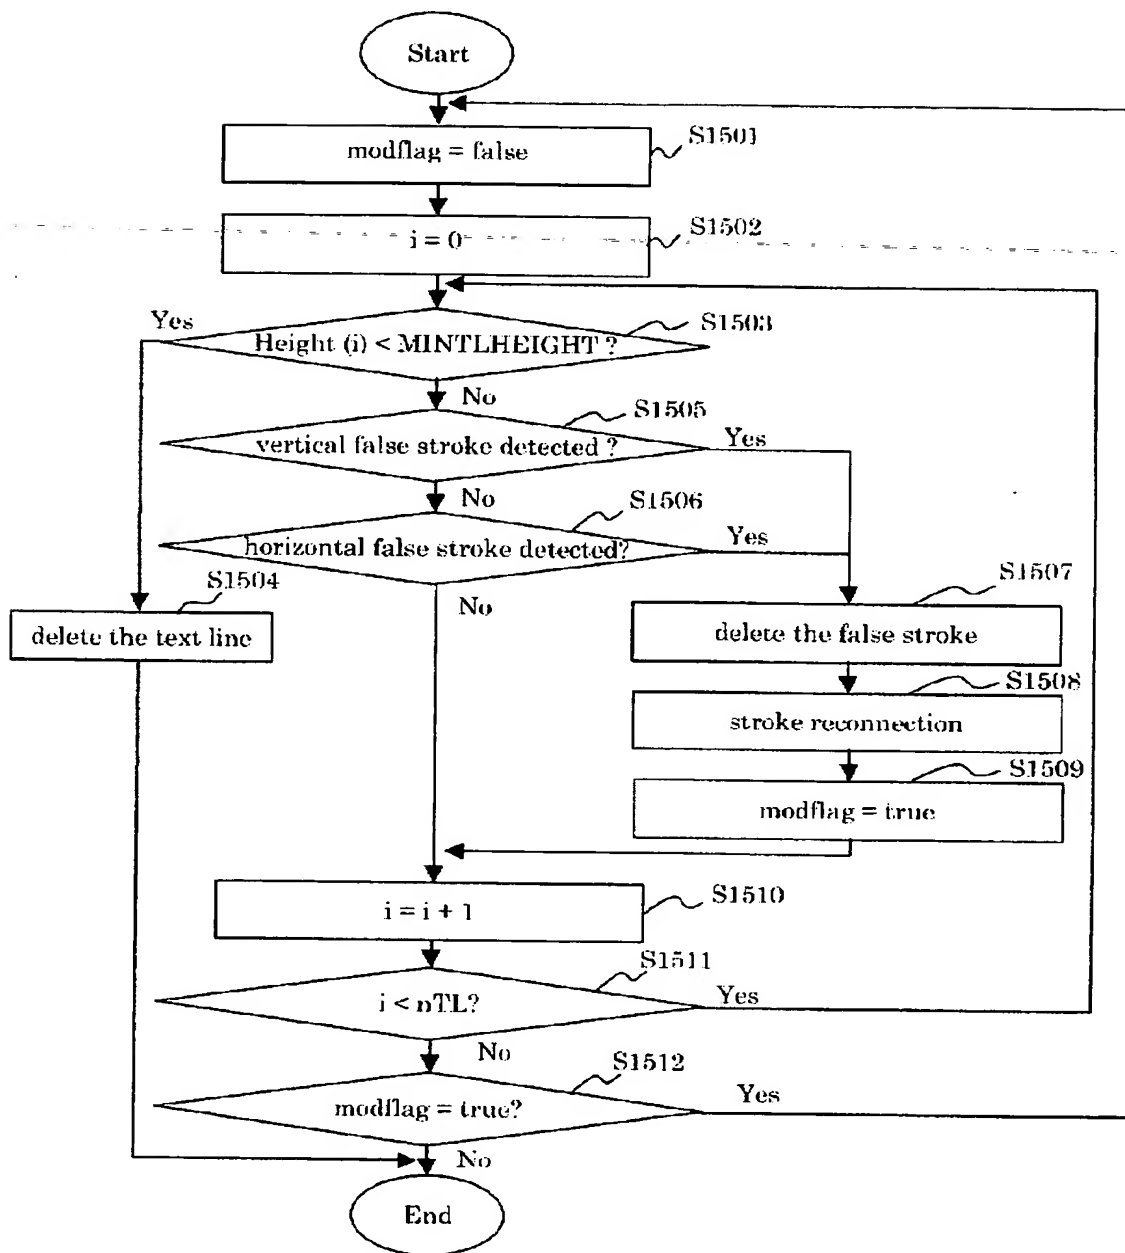 Start
S1501
modflag = false
S1502
i = 0
Yes
S1503
Height (i) < MINTLHEIGHT ?
No
S1505
vertical false stroke detected ?
Yes
No
S1506
horizontal false stroke detected?
Yes
S1504
No
S1507
delete the text line
delete the false stroke
S1508
stroke reconnection
S1509
modflag = true
S1510
i = i + 1
S1511
i < nTL?
Yes
No
S1512
modflag = true?
Yes
No
End